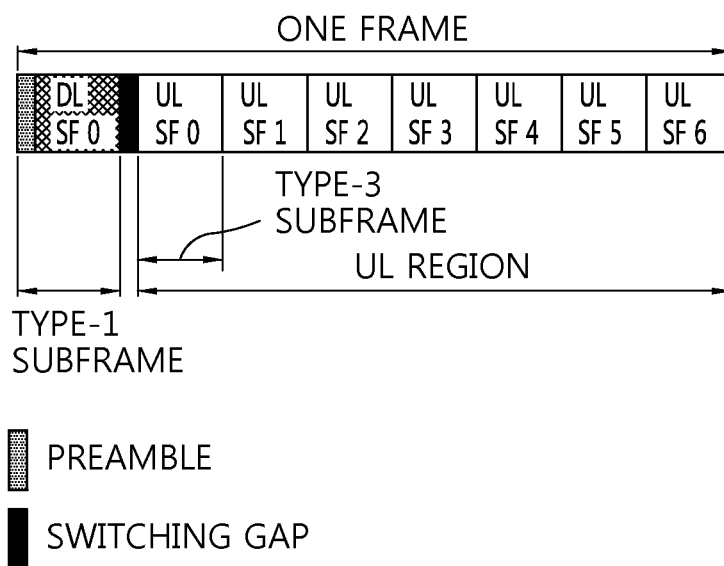 ONE FRAME
DL SF 0
UL SF 0
UL SF 1
UL SF 2
UL SF 3
UL SF 4
UL SF 5
UL SF 6
TYPE-3
SUBFRAME
UL REGION
TYPE-1
SUBFRAME
PREAMBLE
SWITCHING GAP